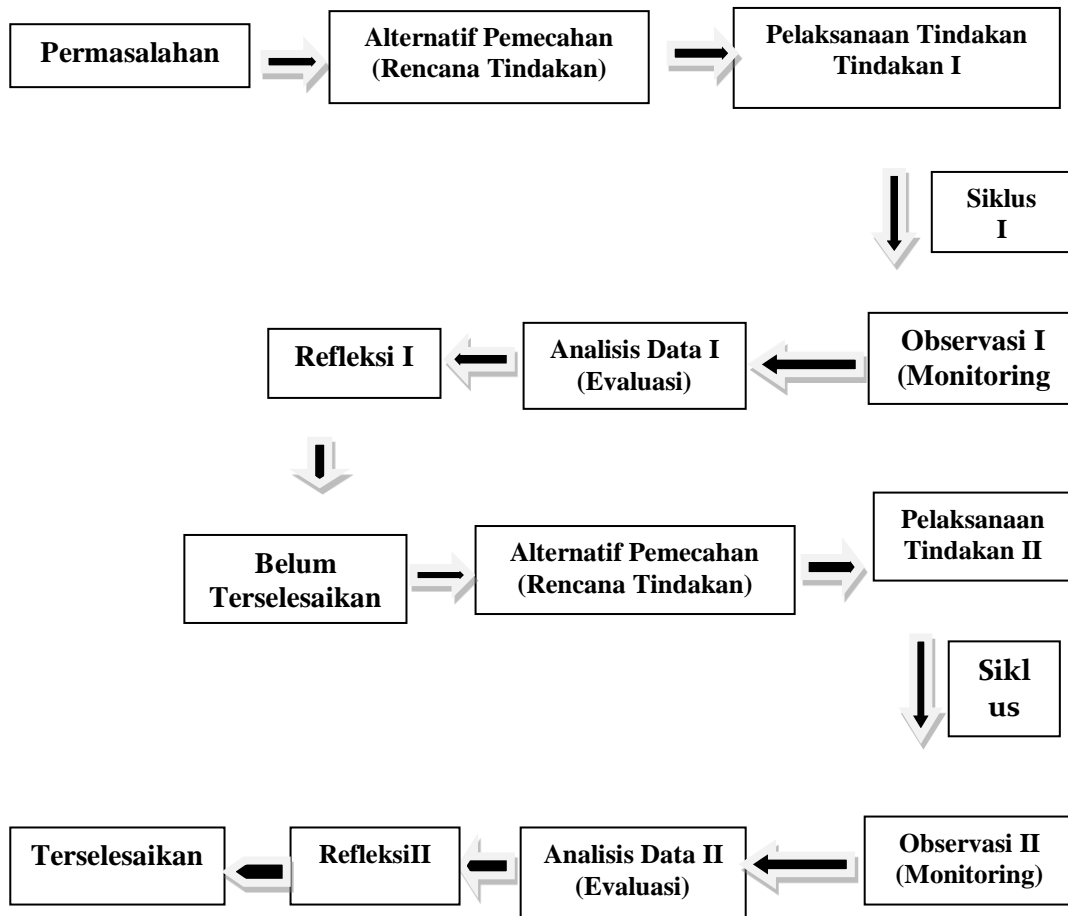 Permasalahan
Alternatif Pemecahan
(Rencana Tindakan)
Pelaksanaan Tindakan
Tindakan I
Siklus
I
Observasi I
(Monitoring
Analisis Data I
(Evaluasi)
Refleksi I
Belum
Terselesaikan
Alternatif Pemecahan
(Rencana Tindakan)
Pelaksanaan
Tindakan II
Sikl
us
Observasi II
(Monitoring)
Analisis Data II
(Evaluasi)
RefleksiII
Terselesaikan